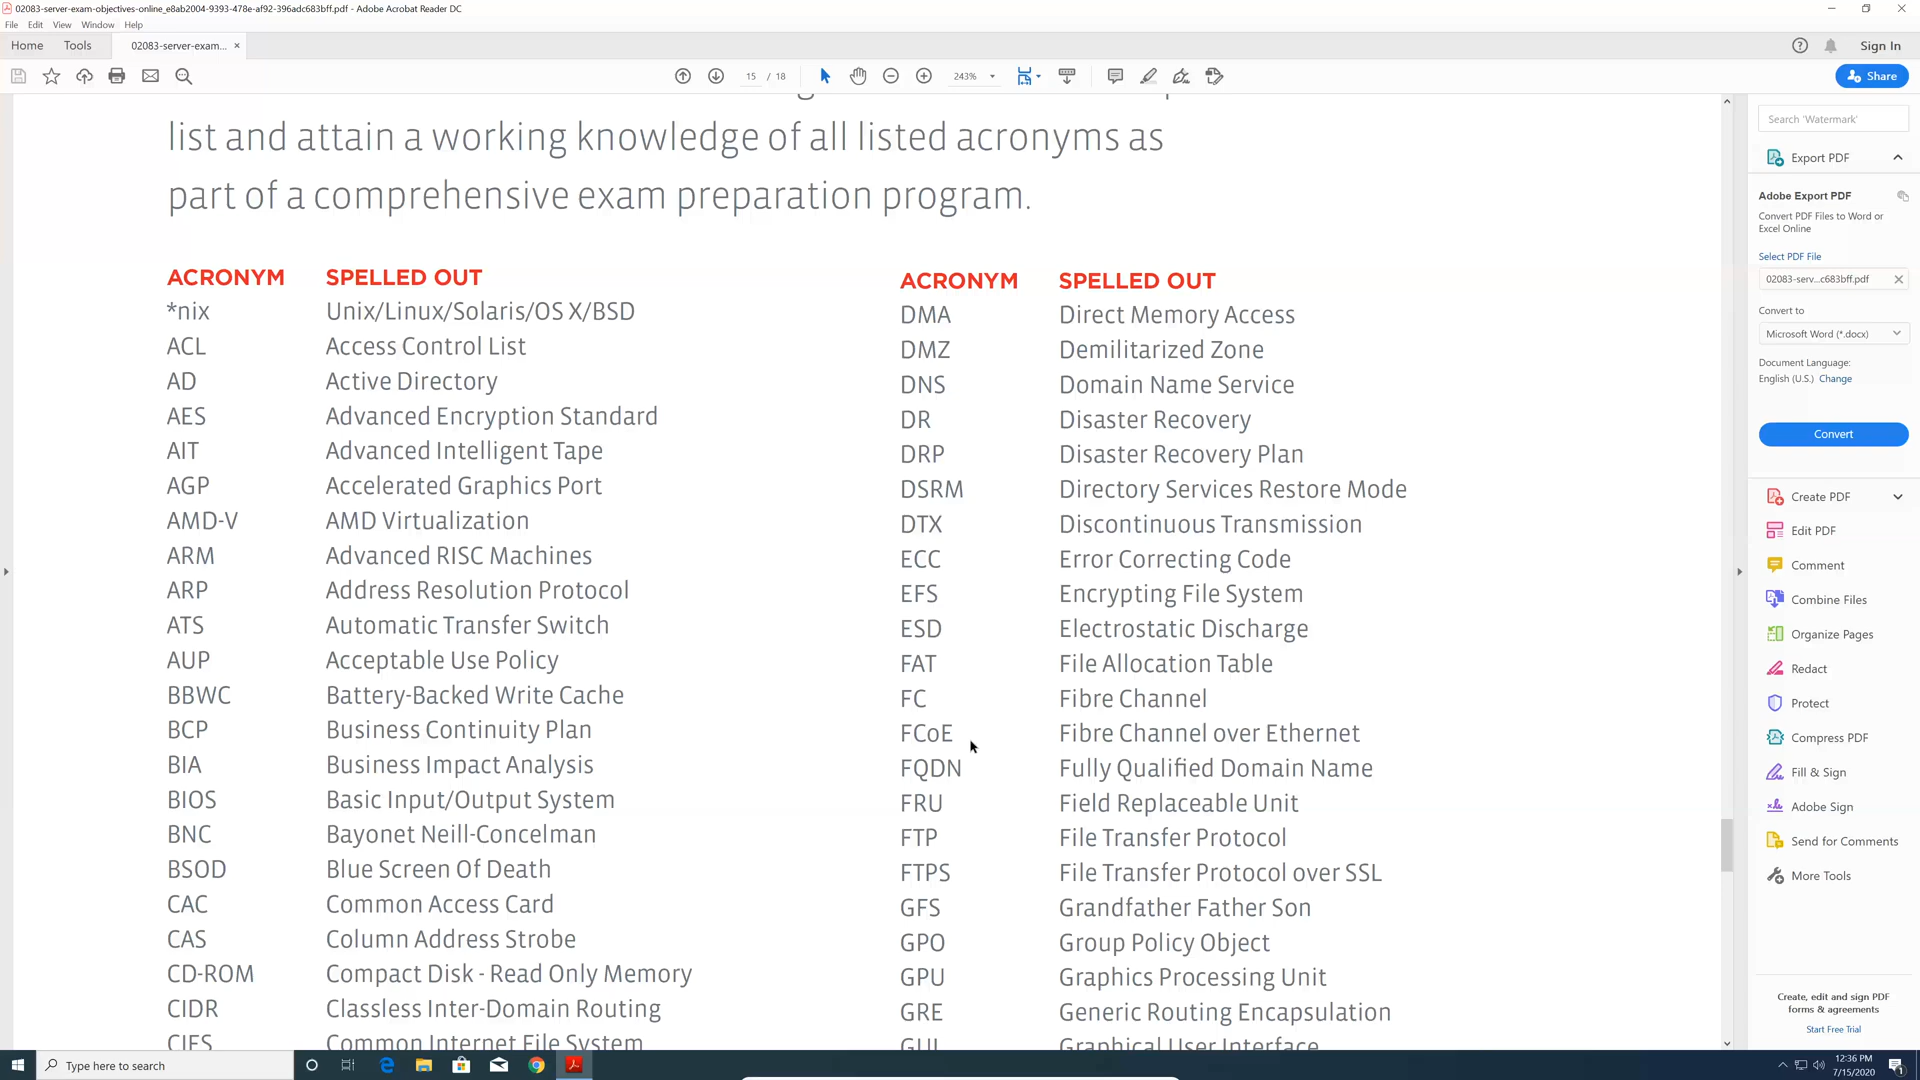 02083-server-exam-objectives-online_e8ab2004-9393-478e-af92-396adc683bff.pdf - Adobe Acrobat Reader DC
File Edit View Window Help
Home Tools 02083-server-exam... ×
Sign In
15 / 18
243%
Share
list and attain a working knowledge of all listed acronyms as
part of a comprehensive exam preparation program.
ACRONYM SPELLED OUT
*nix Unix/Linux/Solaris/OS X/BSD
ACL Access Control List
AD Active Directory
AES Advanced Encryption Standard
AIT Advanced Intelligent Tape
AGP Accelerated Graphics Port
AMD-V AMD Virtualization
ARM Advanced RISC Machines
ARP Address Resolution Protocol
ATS Automatic Transfer Switch
AUP Acceptable Use Policy
BBWC Battery-Backed Write Cache
BCP Business Continuity Plan
BIA Business Impact Analysis
BIOS Basic Input/Output System
BNC Bayonet Neill-Concelman
BSOD Blue Screen Of Death
CAC Common Access Card
CAS Column Address Strobe
CD-ROM Compact Disk - Read Only Memory
CIDR Classless Inter-Domain Routing
CIFS Common Internet File System
ACRONYM SPELLED OUT
DMA Direct Memory Access
DMZ Demilitarized Zone
DNS Domain Name Service
DR Disaster Recovery
DRP Disaster Recovery Plan
DSRM Directory Services Restore Mode
DTX Discontinuous Transmission
ECC Error Correcting Code
EFS Encrypting File System
ESD Electrostatic Discharge
FAT File Allocation Table
FC Fibre Channel
FCoE Fibre Channel over Ethernet
FQDN Fully Qualified Domain Name
FRU Field Replaceable Unit
FTP File Transfer Protocol
FTPS File Transfer Protocol over SSL
GFS Grandfather Father Son
GPO Group Policy Object
GPU Graphics Processing Unit
GRE Generic Routing Encapsulation
GUI Graphical User Interface
Search 'Watermark'
Export PDF
Adobe Export PDF
Convert PDF Files to Word or
Excel Online
Select PDF File
02083-serv...c683bff.pdf
Convert to
Microsoft Word (*.docx)
Document Language:
English (U.S.) Change
Convert
Create PDF
Edit PDF
Comment
Combine Files
Organize Pages
Redact
Protect
Compress PDF
Fill & Sign
Adobe Sign
Send for Comments
More Tools
Create, edit and sign PDF
forms & agreements
Start Free Trial
Type here to search
12:36 PM
7/15/2020
1